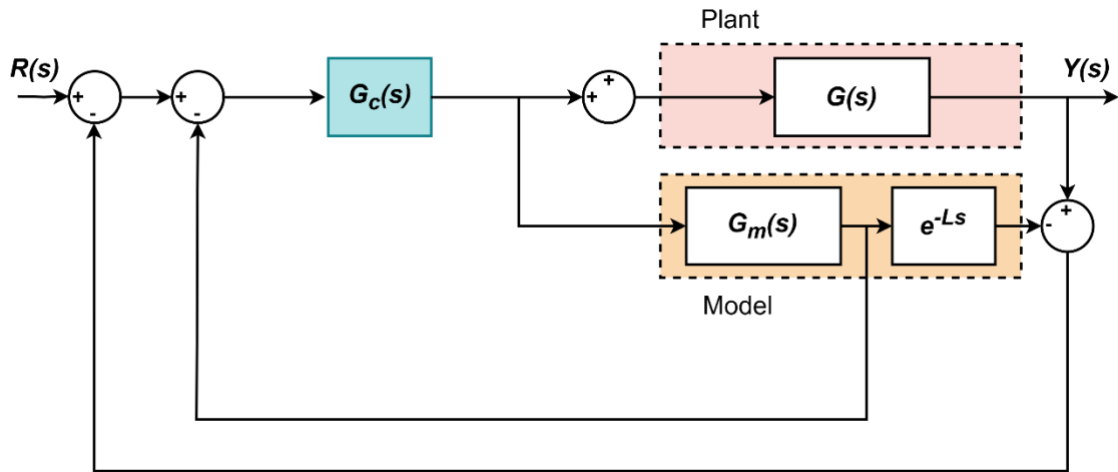 Plant
R(s)
Y(s)
+
-
+
-
G_c(s)
+
+
G(s)
G_m(s)
e^{-Ls}
-
+
Model